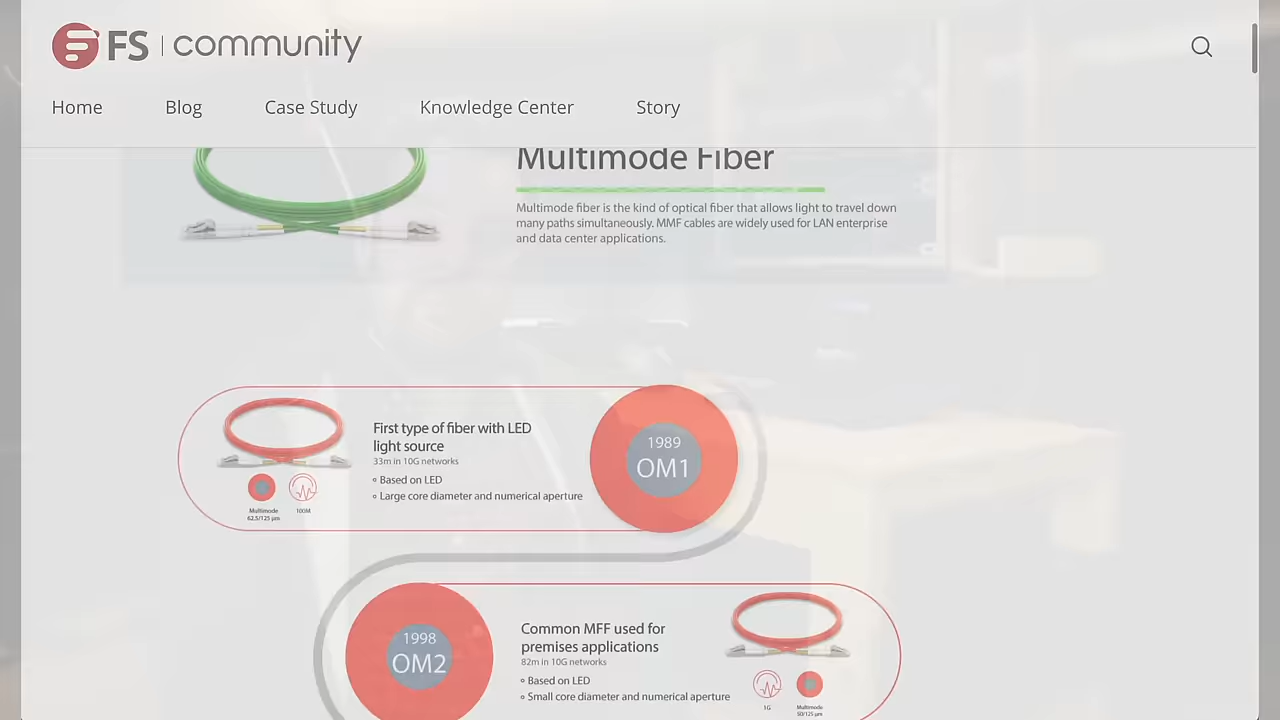 FS | community
Home Blog Case Study Knowledge Center Story
Multimode Fiber
Multimode fiber is the kind of optical fiber that allows light to travel down
many paths simultaneously. MMF cables are widely used for LAN enterprise
and data center applications.
First type of fiber with LED
light source
33m in 10G networks
Based on LED
Large core diameter and numerical aperture
Multimode
62.5/125 μm
100M
1989
OM1
1998
OM2
Common MFF used for
premises applications
82m in 10G networks
Based on LED
Small core diameter and numerical aperture
1G
Multimode
50/125 μm